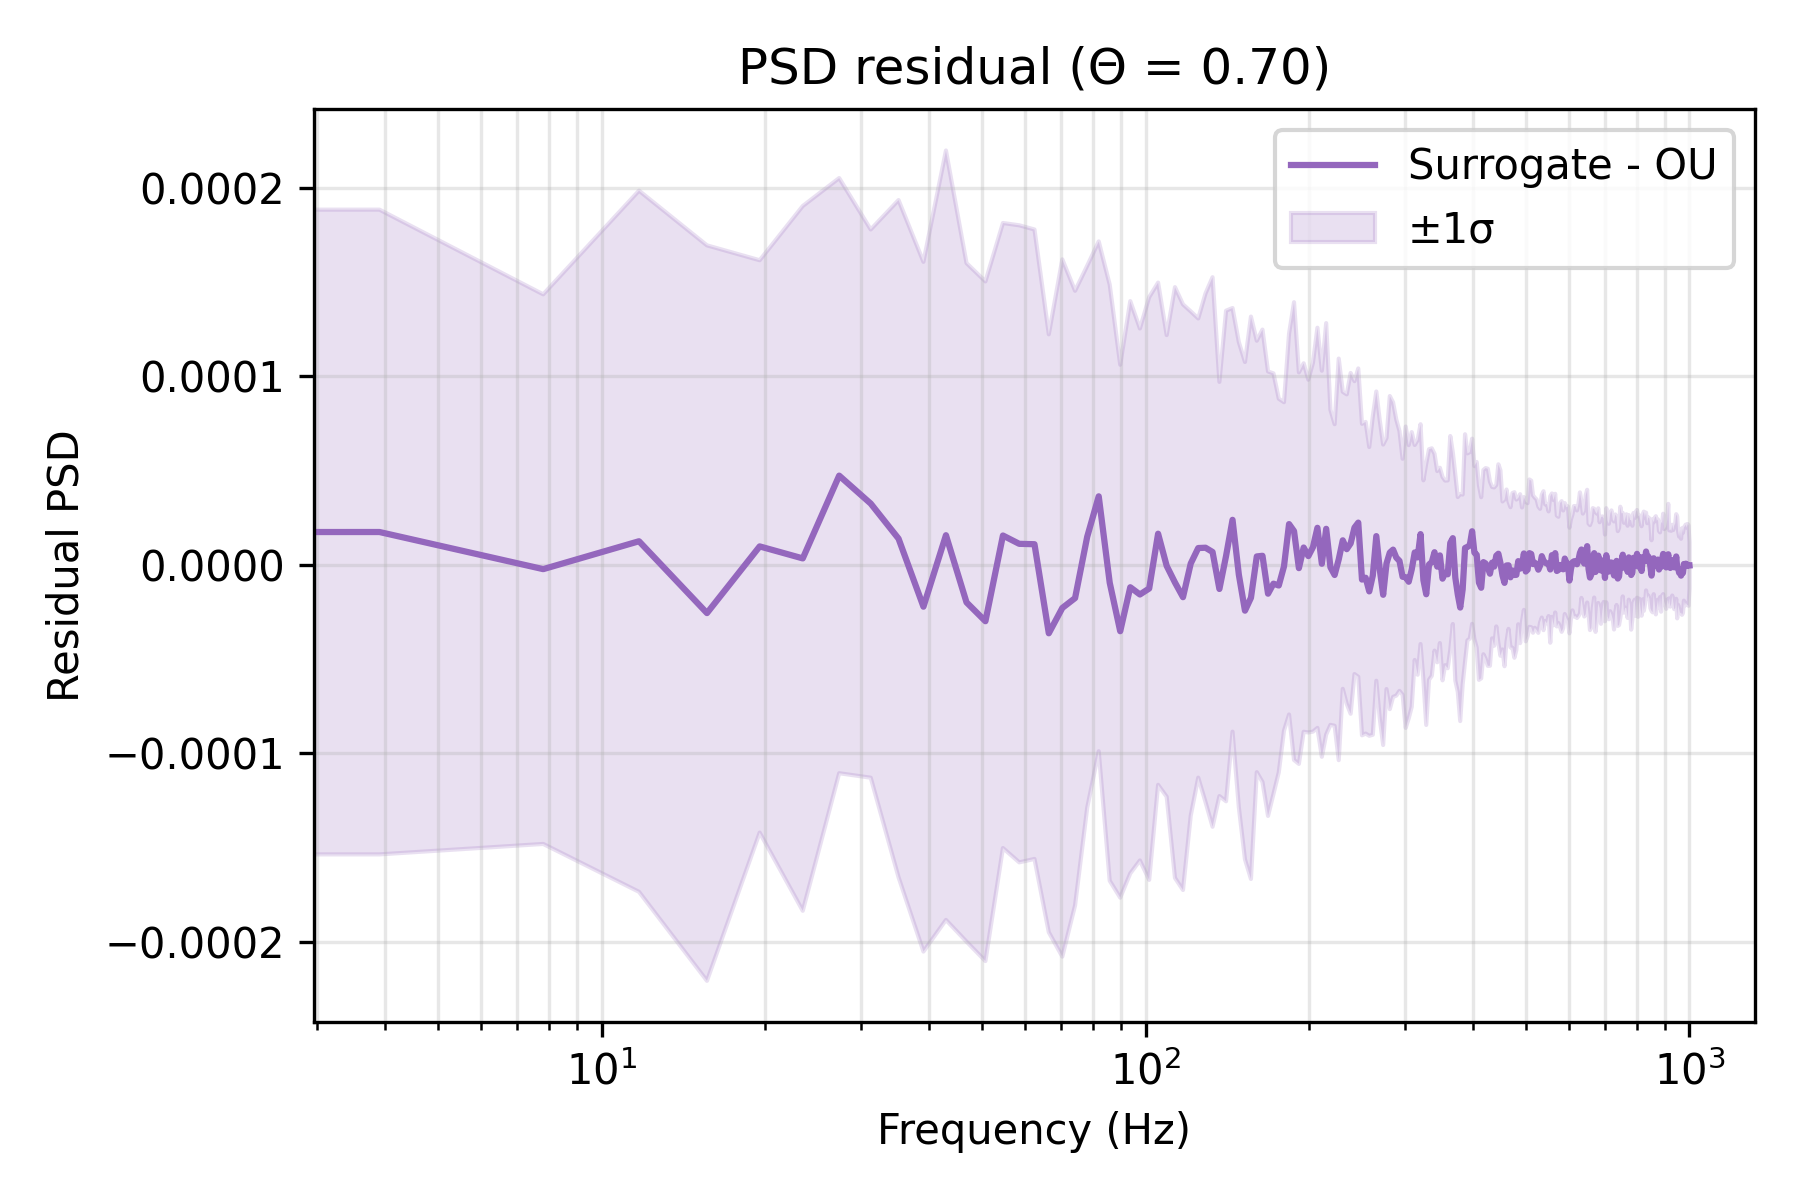 PSD residual (Θ = 0.70)
Surrogate - OU
±1σ
0.0002
0.0001
0.0000
−0.0001
−0.0002
Residual PSD
10¹
10²
10³
Frequency (Hz)